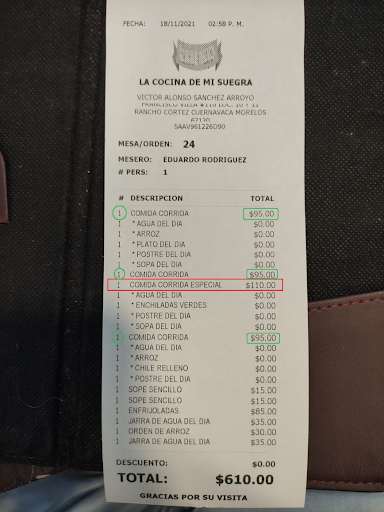 FECHA: 18/11/2021 02:58 P. M.
LA COCINA DE MI SUEGRA
VICTOR ALONSO SANCHEZ ARROYO
FRANCISCO VILLA #110 LOC. 10 Y 11
RANCHO CORTEZ CUERNAVACA MORELOS
62120
SAAV961226D90
MESA/ORDEN: 24
MESERO: EDUARDO RODRIGUEZ
# PERS: 1
# DESCRIPCION TOTAL
1 COMIDA CORRIDA $95.00
1 * AGUA DEL DIA $0.00
1 * ARROZ $0.00
1 * PLATO DEL DIA $0.00
1 * POSTRE DEL DIA $0.00
1 * SOPA DEL DIA $0.00
1 COMIDA CORRIDA $95.00
1 COMIDA CORRIDA ESPECIAL $110.00
1 * AGUA DEL DIA $0.00
1 * ENCHILADAS VERDES $0.00
1 * POSTRE DEL DIA $0.00
1 * SOPA DEL DIA $0.00
1 COMIDA CORRIDA $95.00
1 * AGUA DEL DIA $0.00
1 * ARROZ $0.00
1 * CHILE RELLENO $0.00
1 * POSTRE DEL DIA $0.00
1 SOPE SENCILLO $15.00
1 SOPE SENCILLO $15.00
1 ENFRIJOLADAS $85.00
1 JARRA DE AGUA DEL DIA $35.00
1 ORDEN DE ARROZ $30.00
1 JARRA DE AGUA DEL DIA $35.00
DESCUENTO: $0.00
TOTAL: $610.00
GRACIAS POR SU VISITA